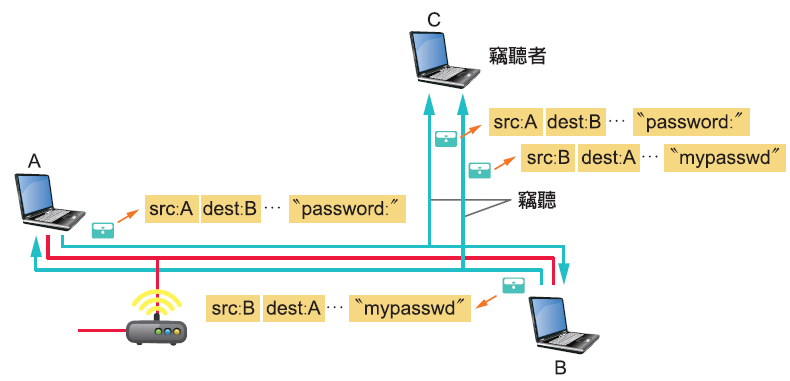 C
竊聽者
src:A dest:B ··· "password:"
src:B dest:A ··· "mypasswd"
A
竊聽
src:A dest:B ··· "password:"
src:B dest:A ··· "mypasswd"
B